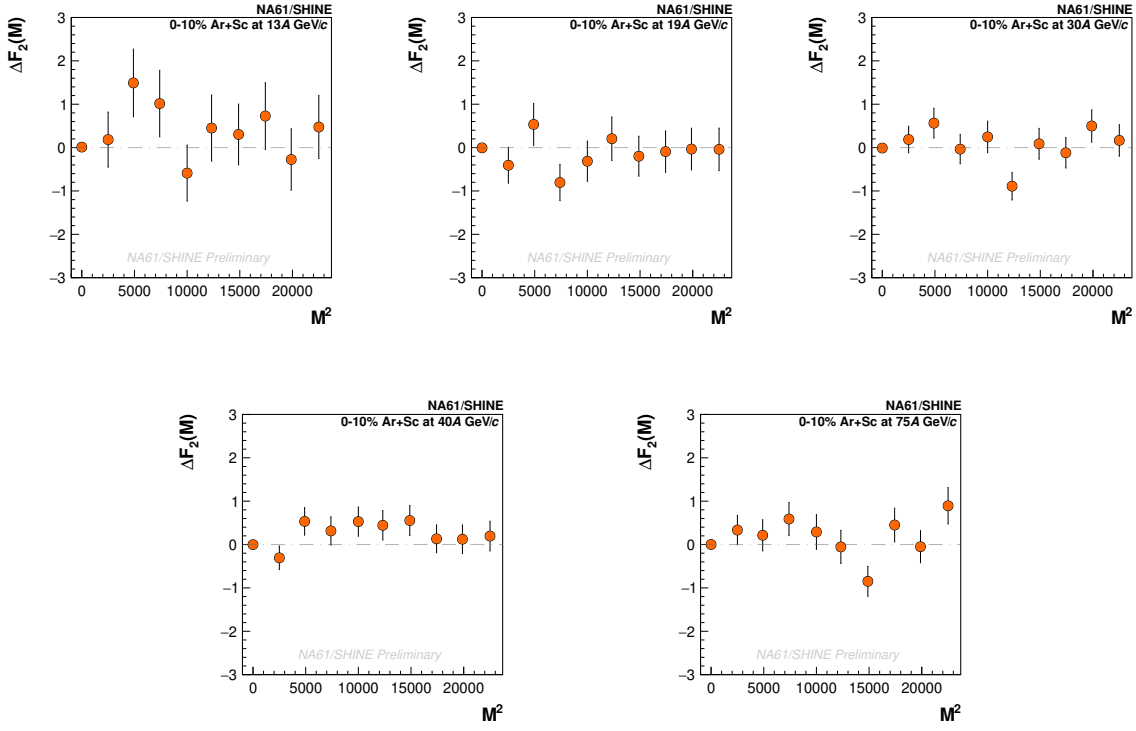 NA61/SHINE
0-10% Ar+Sc at 13A GeV/c
ΔF₂(M)
3
2
1
0
−1
−2
−3
NA61/SHINE Preliminary
0 5000 10000 15000 20000
M²
NA61/SHINE
0-10% Ar+Sc at 19A GeV/c
ΔF₂(M)
3
2
1
0
−1
−2
−3
NA61/SHINE Preliminary
0 5000 10000 15000 20000
M²
NA61/SHINE
0-10% Ar+Sc at 30A GeV/c
ΔF₂(M)
3
2
1
0
−1
−2
−3
NA61/SHINE Preliminary
0 5000 10000 15000 20000
M²
NA61/SHINE
0-10% Ar+Sc at 40A GeV/c
ΔF₂(M)
3
2
1
0
−1
−2
−3
NA61/SHINE Preliminary
0 5000 10000 15000 20000
M²
NA61/SHINE
0-10% Ar+Sc at 75A GeV/c
ΔF₂(M)
3
2
1
0
−1
−2
−3
NA61/SHINE Preliminary
0 5000 10000 15000 20000
M²